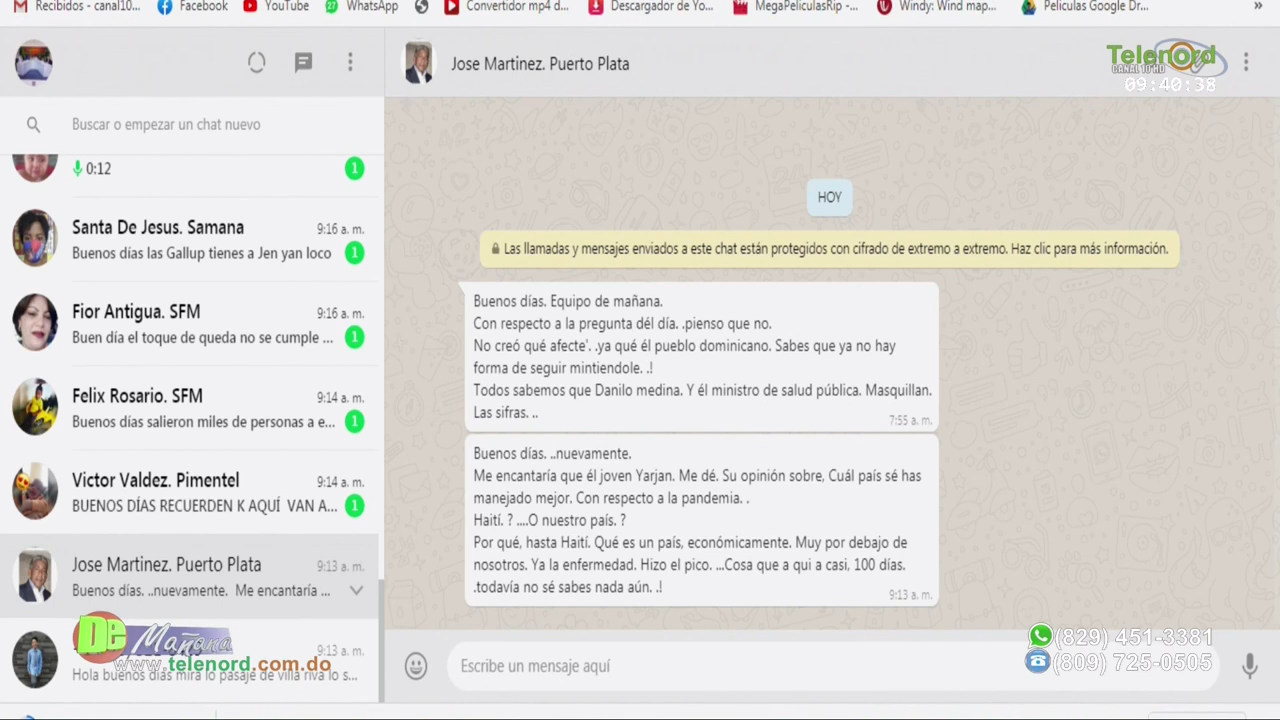 Recibidos - canal10...
Facebook
YouTube
WhatsApp
Convertidor mp4 d...
Descargador de Yo...
MegaPeliculasRip -...
Windy: Wind map...
Películas Google Dr...
»
Jose Martinez. Puerto Plata
Telenord
CANAL 10 HD
09:40:38
Buscar o empezar un chat nuevo
0:12
1
Santa De Jesus. Samana
9:16 a. m.
Buenos días las Gallup tienes a Jen yan loco
1
Fior Antigua. SFM
9:16 a. m.
Buen día el toque de queda no se cumple ...
1
Felix Rosario. SFM
9:14 a. m.
Buenos días salieron miles de personas a e...
1
Victor Valdez. Pimentel
9:14 a. m.
BUENOS DÍAS RECUERDEN K AQUÍ VAN A...
1
Jose Martinez. Puerto Plata
9:13 a. m.
Buenos días. ..nuevamente. Me encantaría ...
9:13 a. m.
Hola buenos días mira lo pasaje de villa riva lo s...
De Mañana
www.telenord.com.do
HOY
Las llamadas y mensajes enviados a este chat están protegidos con cifrado de extremo a extremo. Haz clic para más información.
Buenos días. Equipo de mañana.
Con respecto a la pregunta dél día. .pienso que no.
No creó qué afecte'. .ya qué él pueblo dominicano. Sabes que ya no hay
forma de seguir mintiendole. .!
Todos sabemos que Danilo medina. Y él ministro de salud pública. Masquillan.
Las sifras. ..
7:55 a. m.
Buenos días. ..nuevamente.
Me encantaría que él joven Yarjan. Me dé. Su opinión sobre, Cuál país sé has
manejado mejor. Con respecto a la pandemia. .
Haití. ? ....O nuestro país. ?
Por qué, hasta Haití. Qué es un país, económicamente. Muy por debajo de
nosotros. Ya la enfermedad. Hizo el pico. ...Cosa que a qui a casi, 100 días.
.todavía no sé sabes nada aún. .!
9:13 a. m.
Escribe un mensaje aquí
(829) 451-3381
(809) 725-0505